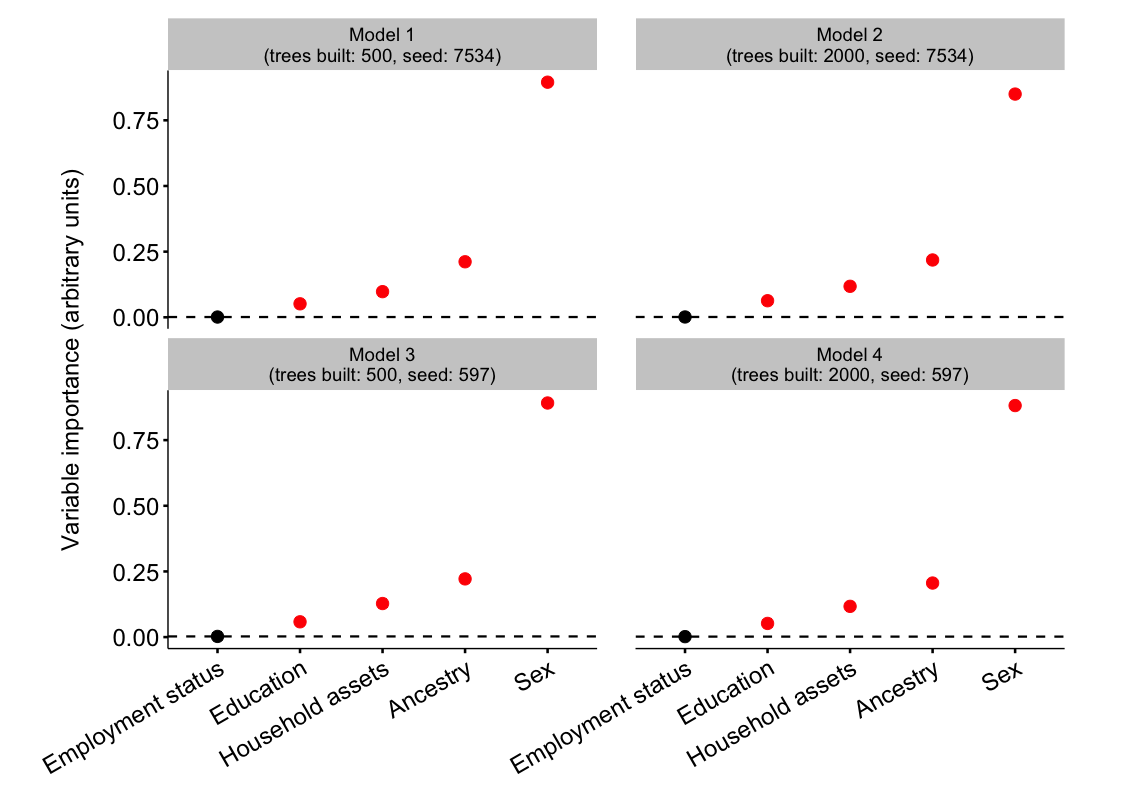 Model 1
(trees built: 500, seed: 7534)
Model 2
(trees built: 2000, seed: 7534)
Variable importance (arbitrary units)
0.75
0.50
0.25
0.00
Model 3
(trees built: 500, seed: 597)
Model 4
(trees built: 2000, seed: 597)
0.75
0.50
0.25
0.00
Employment status
Education
Household assets
Ancestry
Sex
Employment status
Education
Household assets
Ancestry
Sex